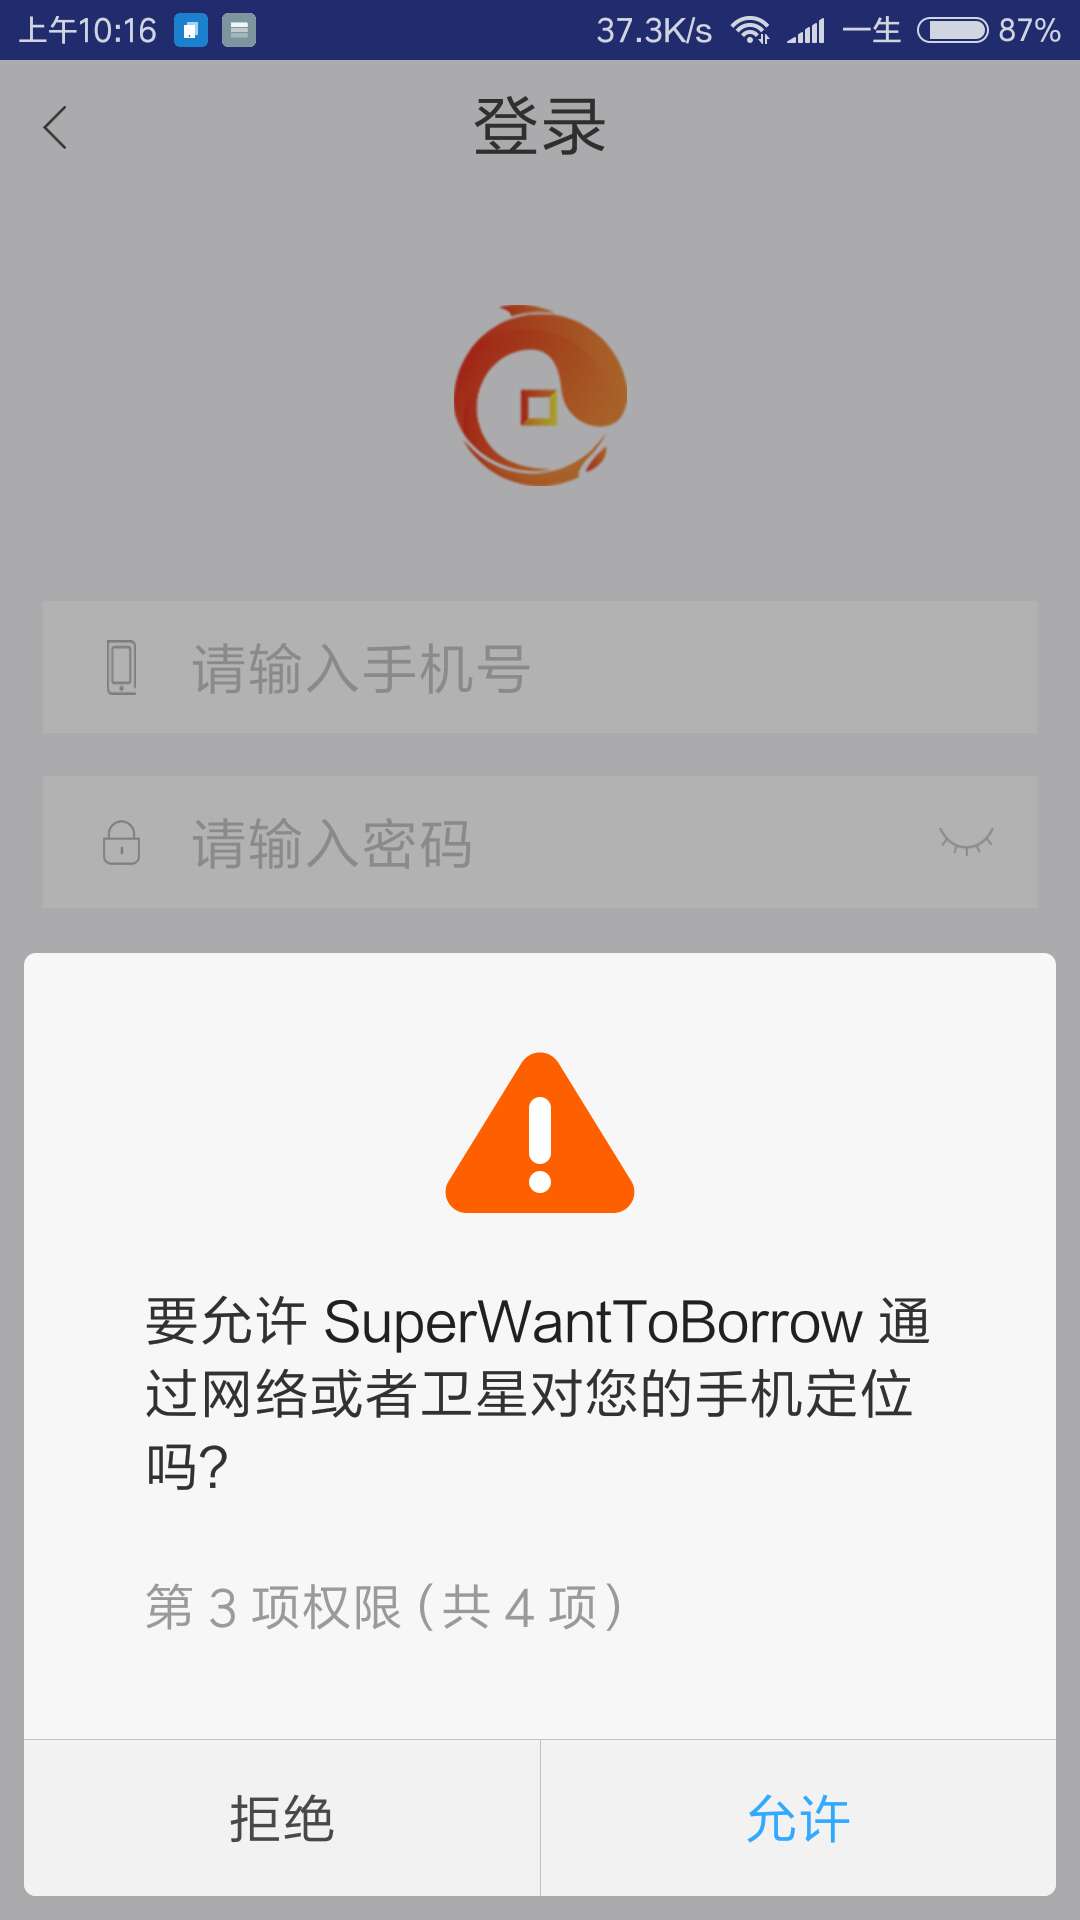 上午10:16 37.3K/s 一生 87%
登录
请输入手机号
请输入密码
要允许 SuperWantToBorrow 通
过网络或者卫星对您的手机定位
吗?
第 3 项权限 (共 4 项)
拒绝 允许